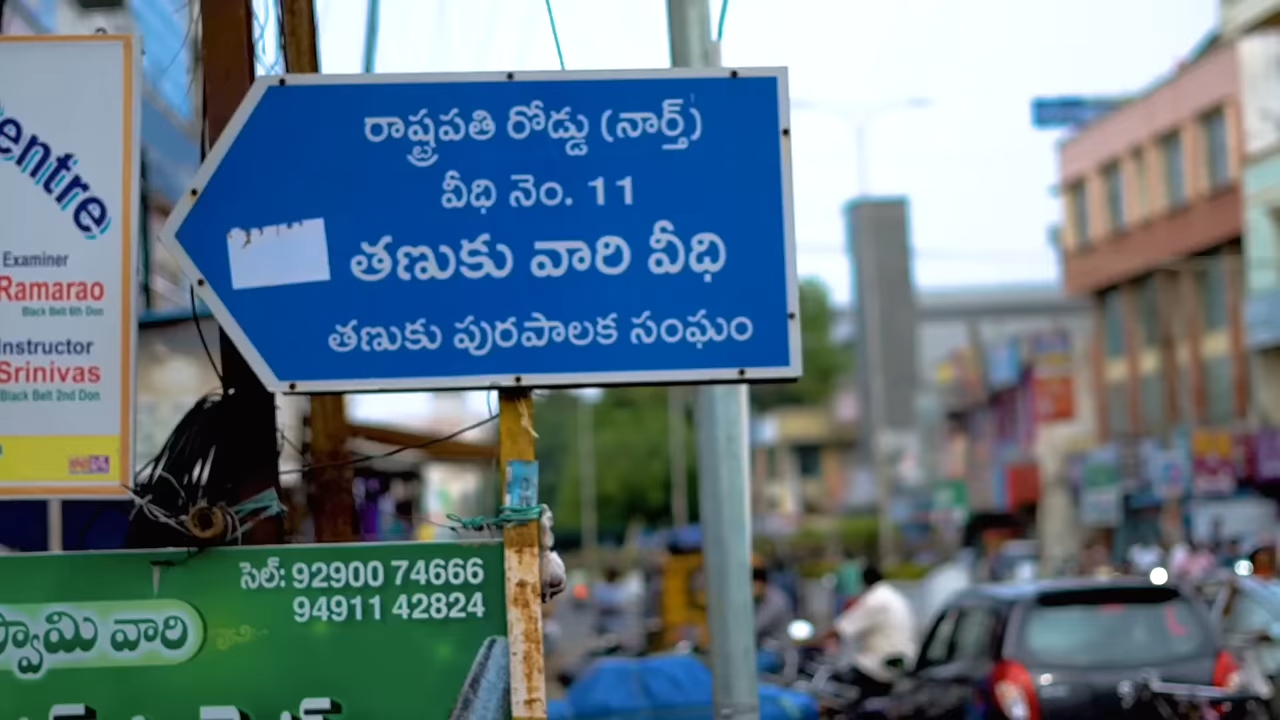 entre
Examiner
Ramarao
Black Belt 6th Don
Instructor
Srinivas
Black Belt 2nd Don
రాష్ట్రపతి రోడ్డు (నార్త్)
వీధి నెం. 11
తణుకు వారి వీధి
తణుకు పురపాలక సంఘం
సెల్: 92900 74666
94911 42824
స్వామి వారి